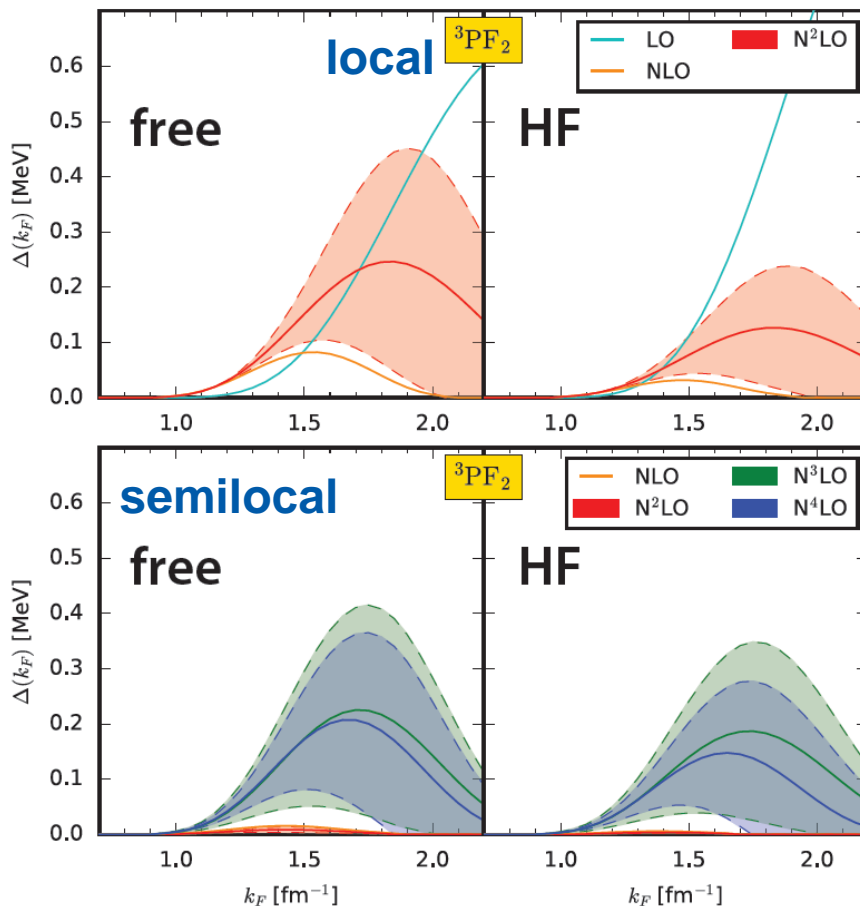 local
³PF₂
LO
NLO
N²LO
free
HF
Δ(k_F) [MeV]
0.6
0.5
0.4
0.3
0.2
0.1
0.0
1.0
1.5
2.0
1.0
1.5
2.0
semilocal
³PF₂
NLO
N²LO
N³LO
N⁴LO
free
HF
Δ(k_F) [MeV]
0.6
0.5
0.4
0.3
0.2
0.1
0.0
1.0
1.5
2.0
1.0
1.5
2.0
k_F [fm⁻¹]
k_F [fm⁻¹]